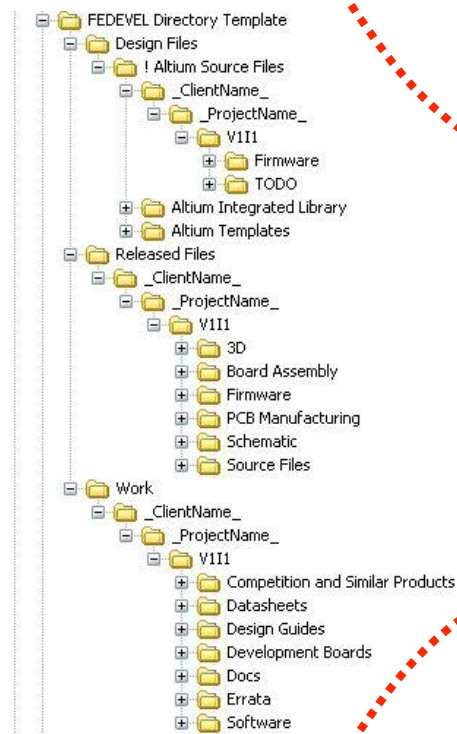 FEDEVEL Directory Template
Design Files
! Altium Source Files
_ClientName_
_ProjectName_
V1I1
Firmware
TODO
Altium Integrated Library
Altium Templates
Released Files
_ClientName_
_ProjectName_
V1I1
3D
Board Assembly
Firmware
PCB Manufacturing
Schematic
Source Files
Work
_ClientName_
_ProjectName_
V1I1
Competition and Similar Products
Datasheets
Design Guides
Development Boards
Docs
Errata
Software